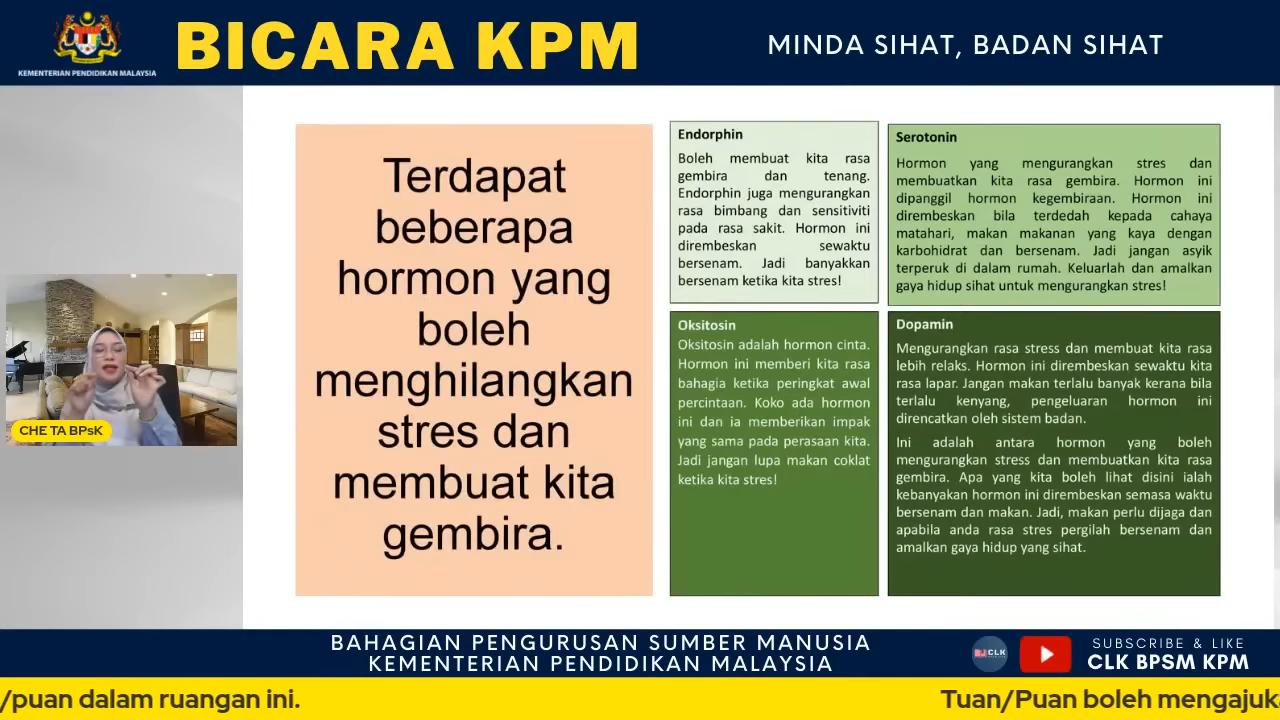 KEMENTERIAN PENDIDIKAN MALAYSIA
BICARA KPM
MINDA SIHAT, BADAN SIHAT
Terdapat
beberapa
hormon yang
boleh
menghilangkan
stres dan
membuat kita
gembira.
Endorphin
Boleh membuat kita rasa
gembira dan tenang.
Endorphin juga mengurangkan
rasa bimbang dan sensitiviti
pada rasa sakit. Hormon ini
dirembeskan sewaktu
bersenam. Jadi banyakkan
bersenam ketika kita stres!
Serotonin
Hormon yang mengurangkan stres dan
membuatkan kita rasa gembira. Hormon ini
dipanggil hormon kegembiraan. Hormon ini
dirembeskan bila terdedah kepada cahaya
matahari, makan makanan yang kaya dengan
karbohidrat dan bersenam. Jadi jangan asyik
terperuk di dalam rumah. Keluarlah dan amalkan
gaya hidup sihat untuk mengurangkan stres!
Oksitosin
Oksitosin adalah hormon cinta.
Hormon ini memberi kita rasa
bahagia ketika peringkat awal
percintaan. Koko ada hormon
ini dan ia memberikan impak
yang sama pada perasaan kita.
Jadi jangan lupa makan coklat
ketika kita stres!
Dopamin
Mengurangkan rasa stress dan membuat kita rasa
lebih relaks. Hormon ini dirembeskan sewaktu kita
rasa lapar. Jangan makan terlalu banyak kerana bila
terlalu kenyang, pengeluaran hormon ini
direncatkan oleh sistem badan.
Ini adalah antara hormon yang boleh
mengurangkan stress dan membuatkan kita rasa
gembira. Apa yang kita boleh lihat disini ialah
kebanyakan hormon ini dirembeskan semasa waktu
bersenam dan makan. Jadi, makan perlu dijaga dan
apabila anda rasa stres pergilah bersenam dan
amalkan gaya hidup yang sihat.
CHE TA BPsK
BAHAGIAN PENGURUSAN SUMBER MANUSIA
KEMENTERIAN PENDIDIKAN MALAYSIA
CLK
SUBSCRIBE & LIKE
CLK BPSM KPM
/puan dalam ruangan ini.
Tuan/Puan boleh mengajuk